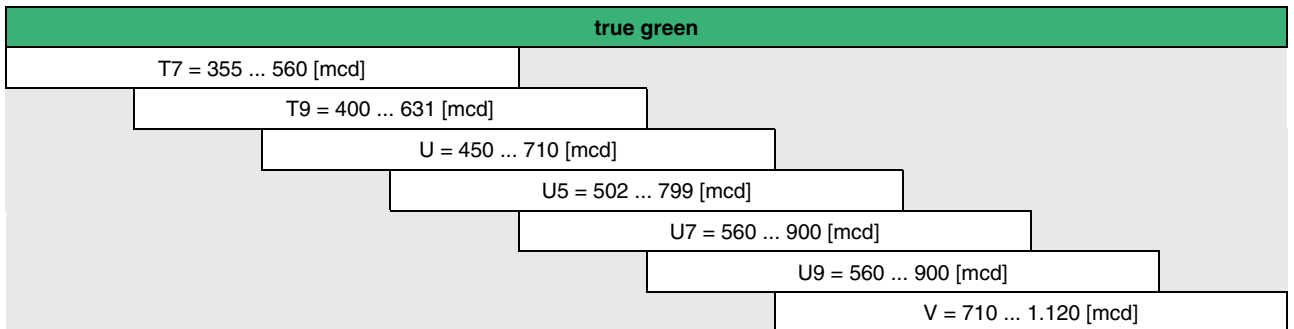 true green
T7 = 355 ... 560 [mcd]
T9 = 400 ... 631 [mcd]
U = 450 ... 710 [mcd]
U5 = 502 ... 799 [mcd]
U7 = 560 ... 900 [mcd]
U9 = 560 ... 900 [mcd]
V = 710 ... 1.120 [mcd]